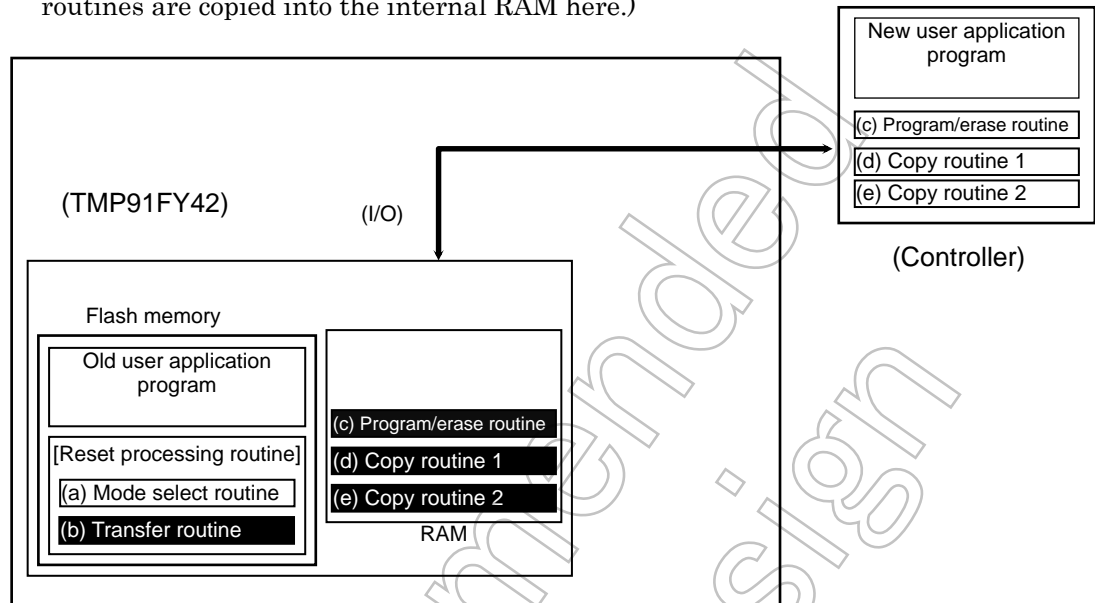 routines are copied into the internal RAM here.)
New user application
program
(c) Program/erase routine
(d) Copy routine 1
(e) Copy routine 2
(Controller)
(TMP91FY42)
(I/O)
Flash memory
Old user application
program
[Reset processing routine]
(a) Mode select routine
(b) Transfer routine
(c) Program/erase routine
(d) Copy routine 1
(e) Copy routine 2
RAM
mended
sign